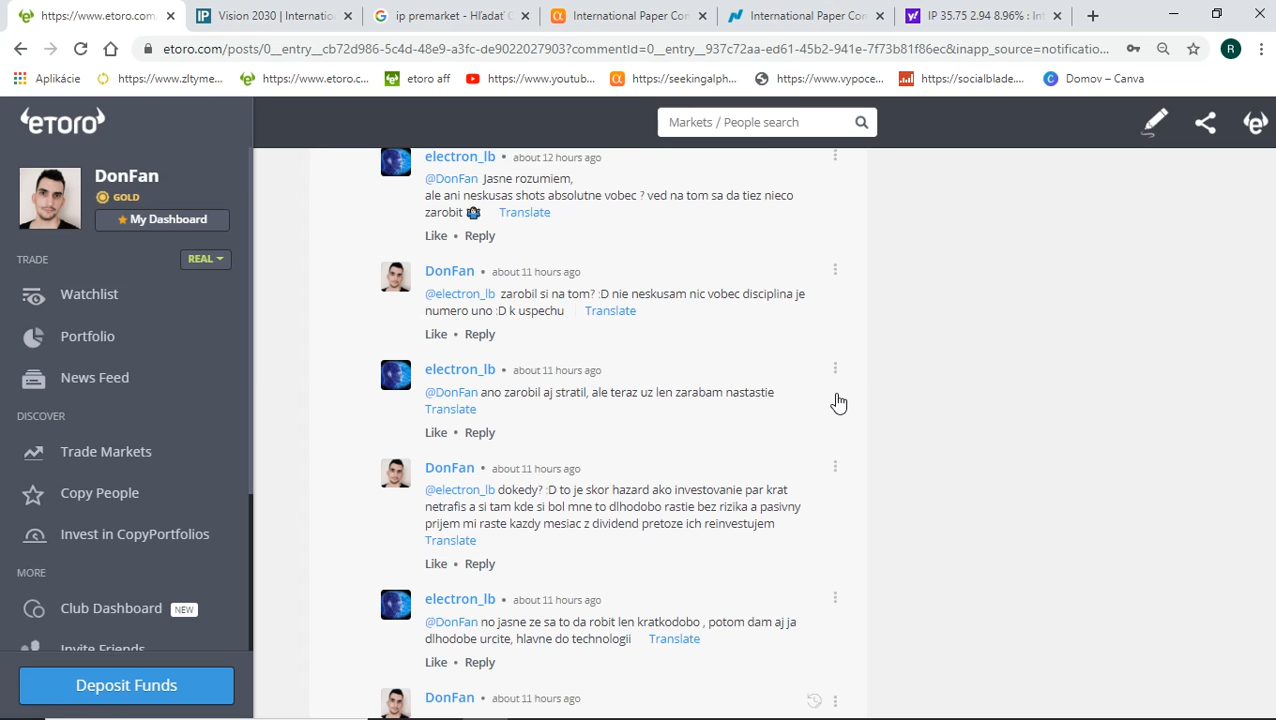 https://www.etoro.com.
Vision 2030 | Internatio
ip premarket - Hľadať G
International Paper Con
International Paper Con
IP 35.75 2.94 8.96% : Int
etoro.com/posts/0__entry__cb72d986-5c4d-48e9-a3fc-de9022027903?commentId=0__entry__937c72aa-ed61-45b2-941e-7f73b81f86ec&inapp_source=notificatio...
R
Aplikácie
https://www.zltyme...
https://www.etoro.c...
etoro aff
https://www.youtub...
https://seekingalph...
https://www.vypoce...
https://socialblade....
Domov – Canva
etoro
Markets / People search
DonFan
GOLD
My Dashboard
TRADE
REAL
Watchlist
Portfolio
News Feed
DISCOVER
Trade Markets
Copy People
Invest in CopyPortfolios
MORE
Club Dashboard NEW
Invite Friends
Deposit Funds
electron_lb • about 12 hours ago
@DonFan Jasne rozumiem,
ale ani neskusas shots absolutne vobec ? ved na tom sa da tiez nieco
zarobit Translate
Like • Reply
DonFan • about 11 hours ago
@electron_lb zarobil si na tom? :D nie neskusam nic vobec disciplina je
numero uno :D k uspechu Translate
Like • Reply
electron_lb • about 11 hours ago
@DonFan ano zarobil aj stratil, ale teraz uz len zarabam nastastie
Translate
Like • Reply
DonFan • about 11 hours ago
@electron_lb dokedy? :D to je skor hazard ako investovanie par krat
netrafis a si tam kde si bol mne to dlhodobo rastie bez rizika a pasivny
prijem mi raste kazdy mesiac z dividend pretoze ich reinvestujem
Translate
Like • Reply
electron_lb • about 11 hours ago
@DonFan no jasne ze sa to da robit len kratkodobo , potom dam aj ja
dlhodobe urcite, hlavne do technologii Translate
Like • Reply
DonFan • about 11 hours ago